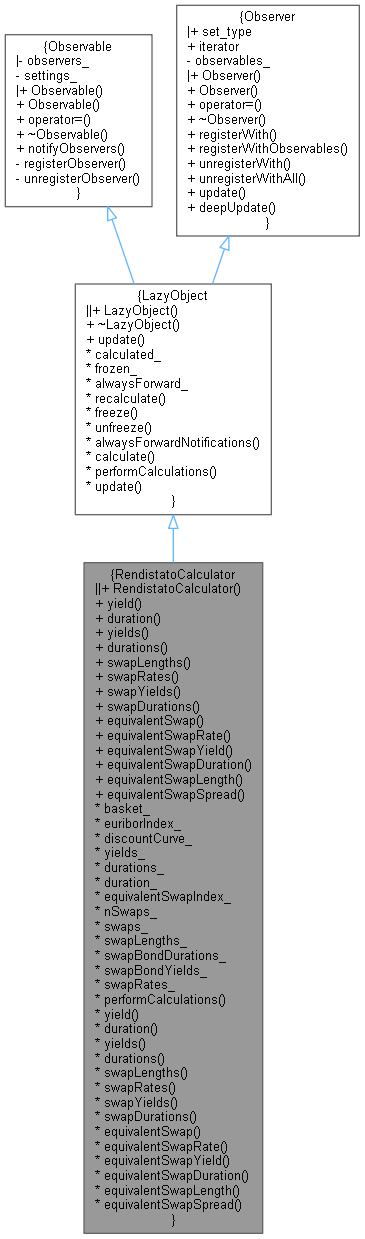 {Observable
|- observers_
- settings_
|+ Observable()
+ Observable()
+ operator=()
+ ~Observable()
+ notifyObservers()
- registerObserver()
- unregisterObserver()
}
{Observer
|+ set_type
+ iterator
- observables_
|+ Observer()
+ Observer()
+ operator=()
+ ~Observer()
+ registerWith()
+ registerWithObservables()
+ unregisterWith()
+ unregisterWithAll()
+ update()
+ deepUpdate()
}
{LazyObject
||+ LazyObject()
+ ~LazyObject()
+ update()
* calculated_
* frozen_
* alwaysForward_
* recalculate()
* freeze()
* unfreeze()
* alwaysForwardNotifications()
* calculate()
* performCalculations()
* update()
}
{RendistatoCalculator
||+ RendistatoCalculator()
+ yield()
+ duration()
+ yields()
+ durations()
+ swapLengths()
+ swapRates()
+ swapYields()
+ swapDurations()
+ equivalentSwap()
+ equivalentSwapRate()
+ equivalentSwapYield()
+ equivalentSwapDuration()
+ equivalentSwapLength()
+ equivalentSwapSpread()
* basket_
* euriborIndex_
* discountCurve_
* yields_
* durations_
* duration_
* equivalentSwapIndex_
* nSwaps_
* swaps_
* swapLengths_
* swapBondDurations_
* swapBondYields_
* swapRates_
* performCalculations()
* yield()
* duration()
* yields()
* durations()
* swapLengths()
* swapRates()
* swapYields()
* swapDurations()
* equivalentSwap()
* equivalentSwapRate()
* equivalentSwapYield()
* equivalentSwapDuration()
* equivalentSwapLength()
* equivalentSwapSpread()
}